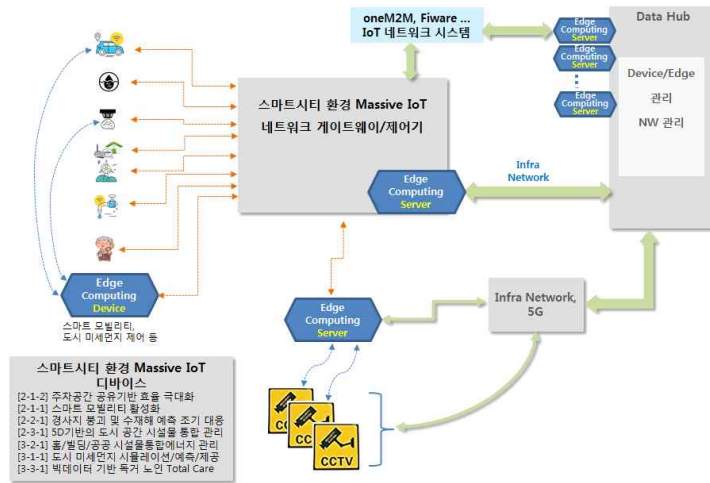 oneM2M, Fiware ...
IoT 네트워크 시스템
Edge
Computing
Server
Edge
Computing
Server
Edge
Computing
Server
Data Hub
Device/Edge
관리
NW 관리
스마트시티 환경 Massive IoT
네트워크 게이트웨이/제어기
Edge
Computing
Server
Infra
Network
Edge
Computing
Device
스마트 모빌리티,
도시 미세먼지 제어 등
Edge
Computing
Server
Infra Network,
5G
스마트시티 환경 Massive IoT
디바이스
[2-1-2] 주차공간 공유기반 효율 극대화
[2-1-1] 스마트 모빌리티 활성화
[2-2-1] 경사지 붕괴 및 수재해 예측 조기 대응
[2-3-1] 5D기반의 도시 공간 시설물 통합 관리
[3-2-1] 홈/빌딩/공공 시설물통합에너지 관리
[3-1-1] 도시 미세먼지 시뮬레이션/예측/제공
[3-3-1] 빅데이터 기반 독거 노인 Total Care
CC
CC
CCTV